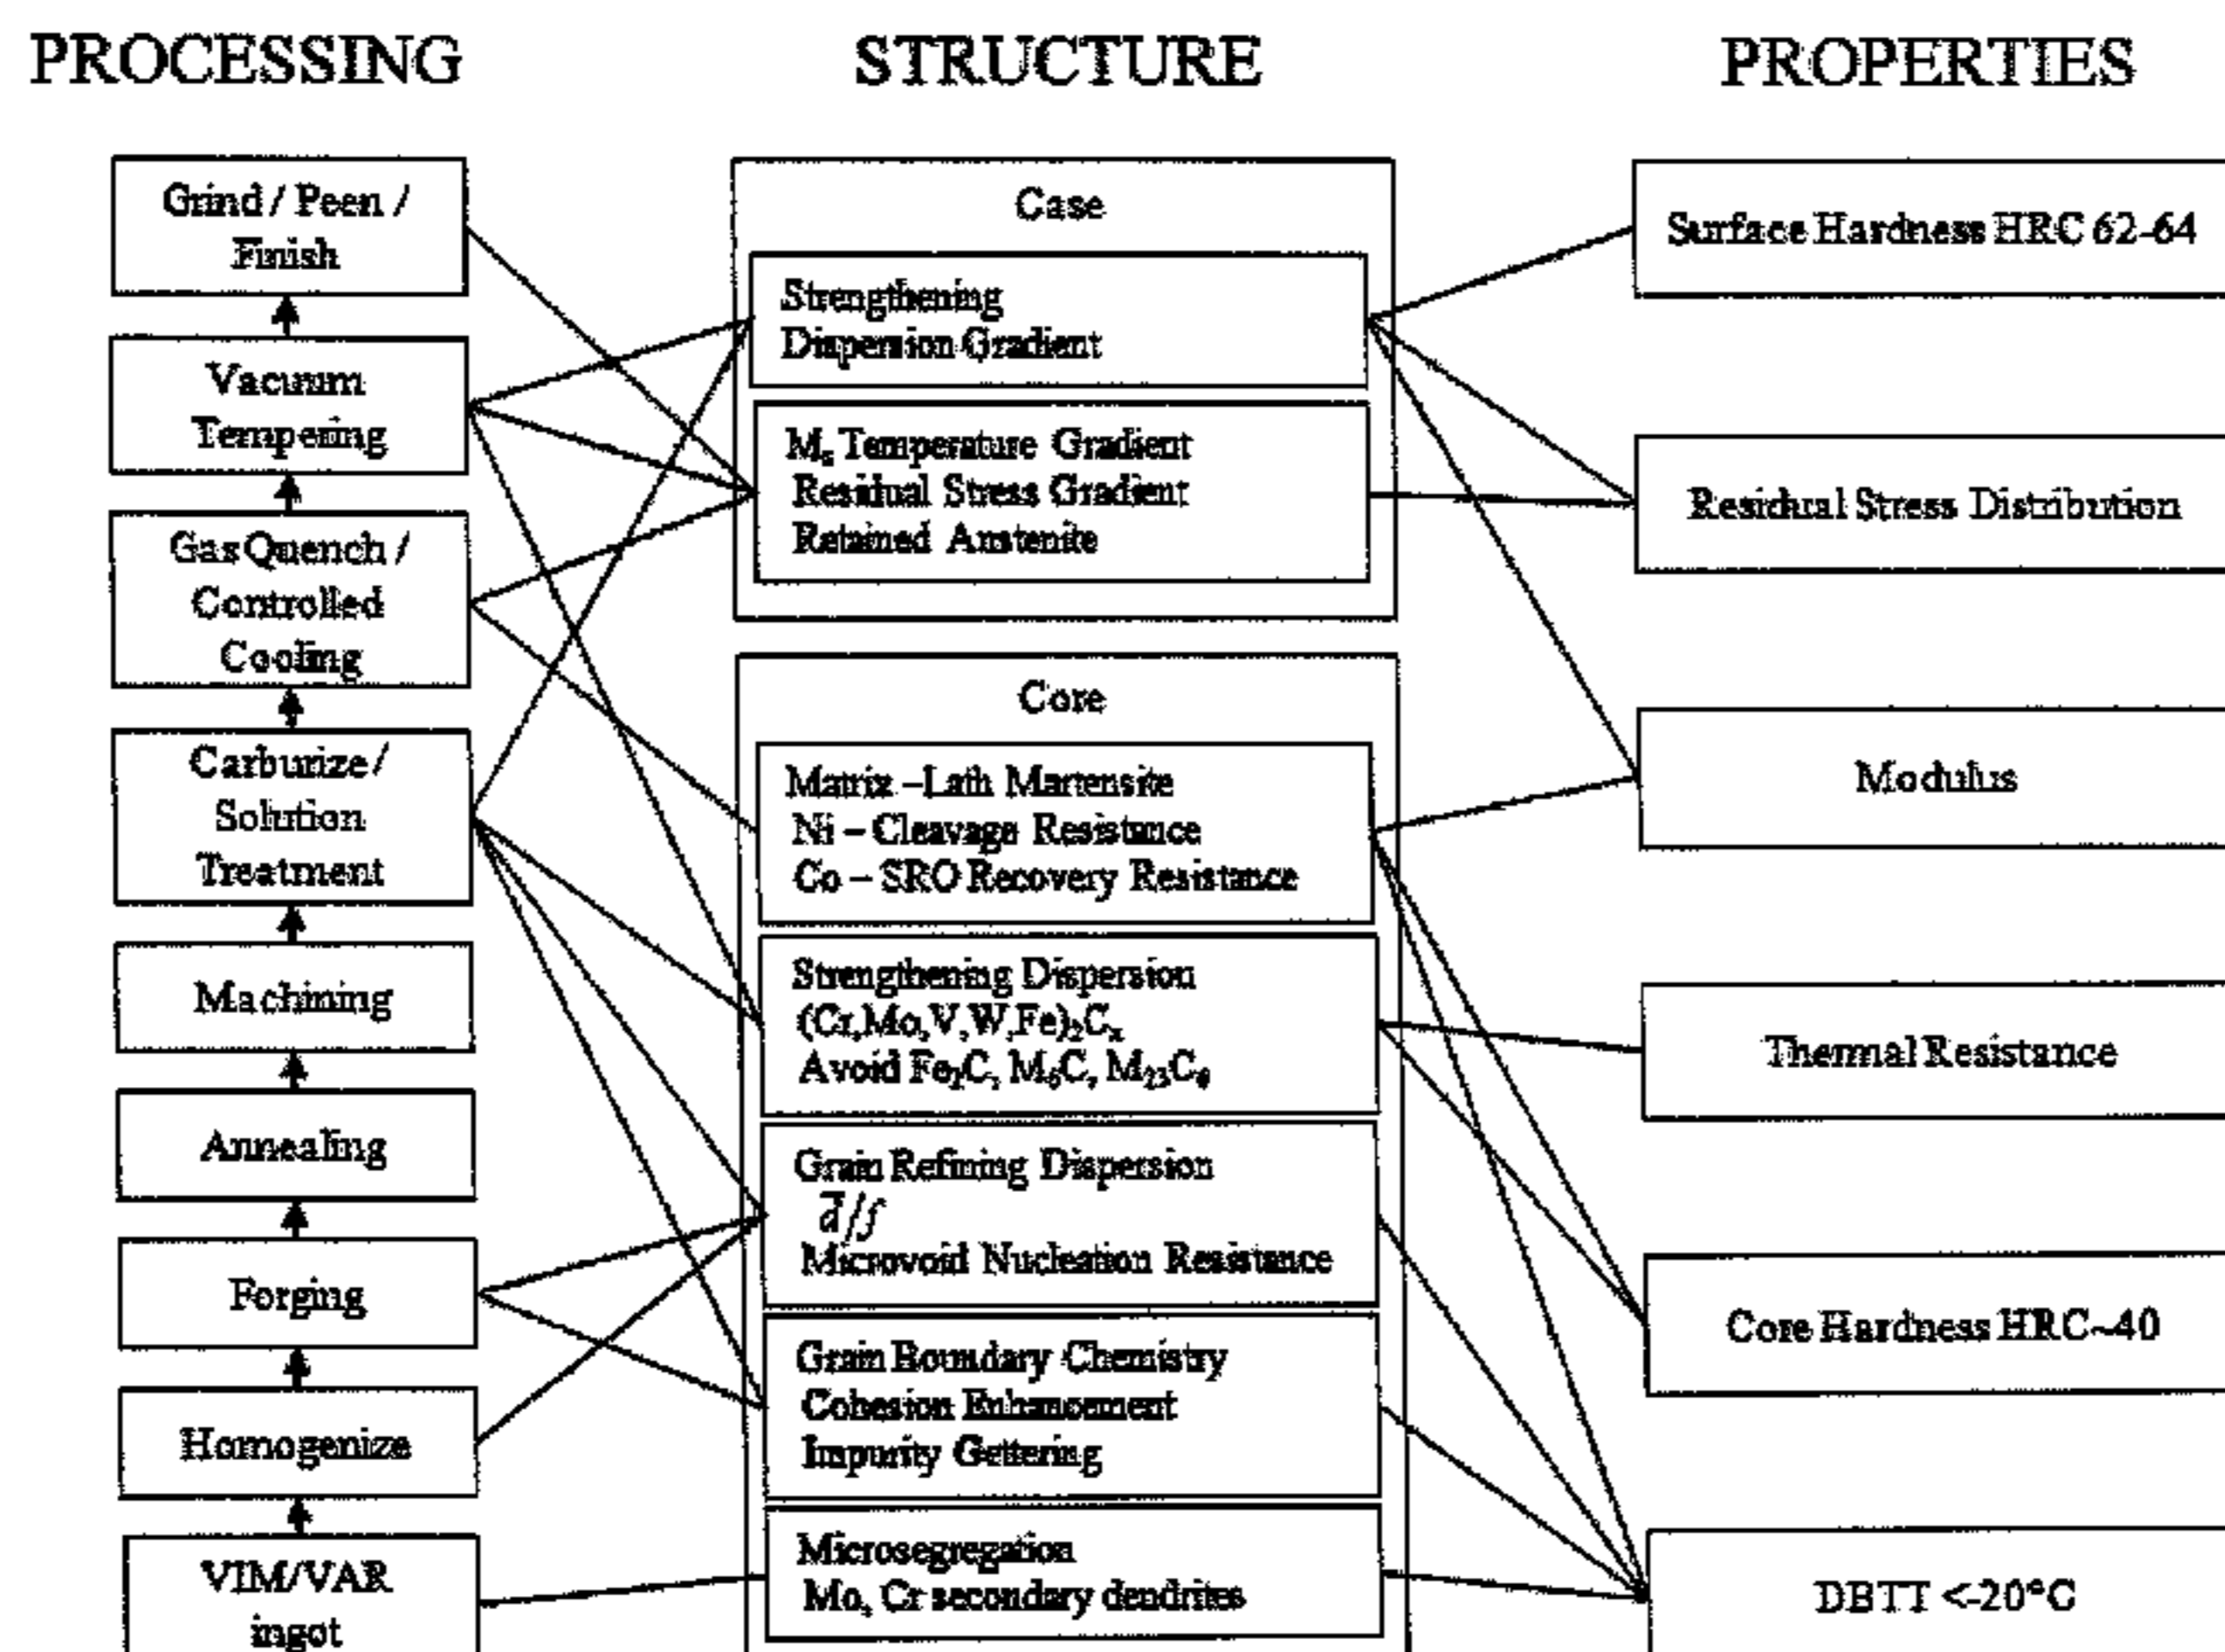 PROCESSING
STRUCTURE
PROPERTIES
Grind / Peen /
Finish
Vacuum
Tempering
Gas Quench /
Controlled
Cooling
Carburize /
Solution
Treatment
Machining
Annealing
Forging
Homogenize
VIM/VAR
ingot
Case
Strengthening
Dispersion Gradient
Mₛ Temperature Gradient
Residual Stress Gradient
Retained Austenite
Core
Matrix –Lath Martensite
Ni – Cleavage Resistance
Co – SRO Recovery Resistance
Strengthening Dispersion
(Cr,Mo,V,W,Fe)₂Cₓ
Avoid M₆C, M₂₃C₆
Grain Refining Dispersion
d̅/f
Microvoid Nucleation Resistance
Grain Boundary Chemistry
Cohesion Enhancement
Impurity Gettering
Microsegregation
Mo, Cr secondary dendrites
Surface Hardness HRC 62-64
Residual Stress Distribution
Modulus
Thermal Resistance
Core Hardness HRC~40
DBTT <-20°C